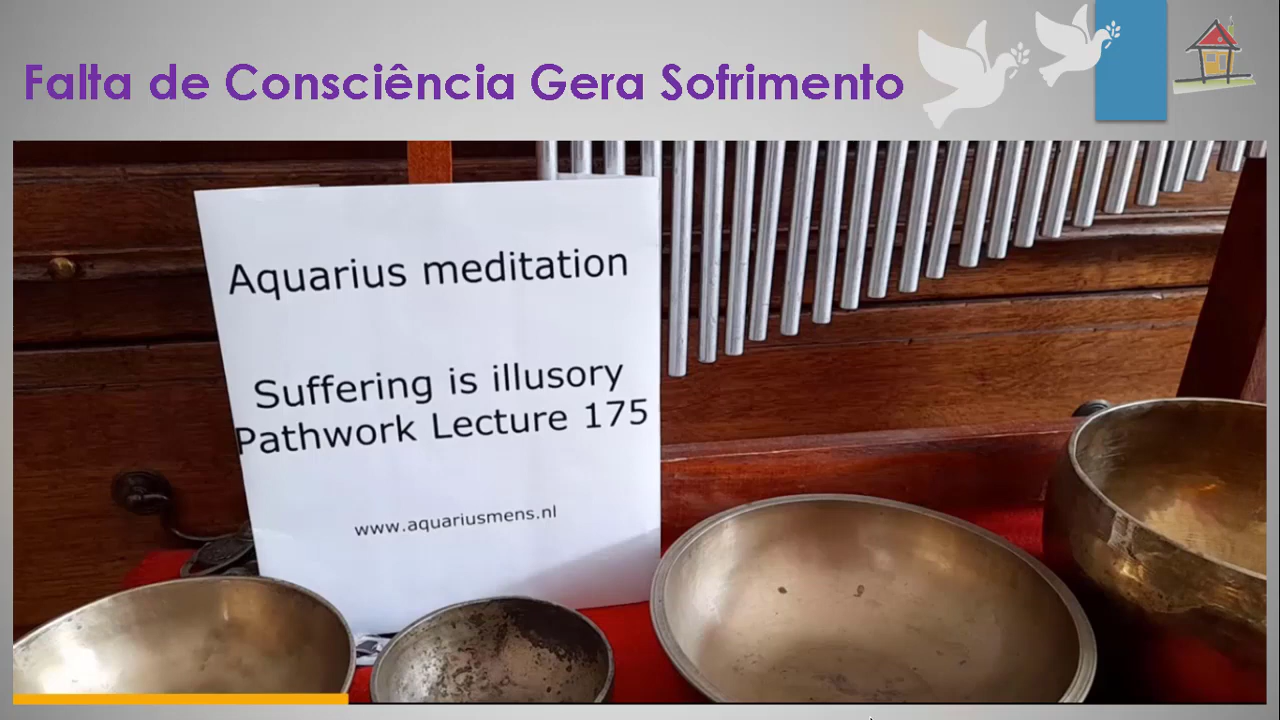 Falta de Consciência Gera Sofrimento
Aquarius meditation
Suffering is illusory
Pathwork Lecture 175
www.aquariusmens.nl